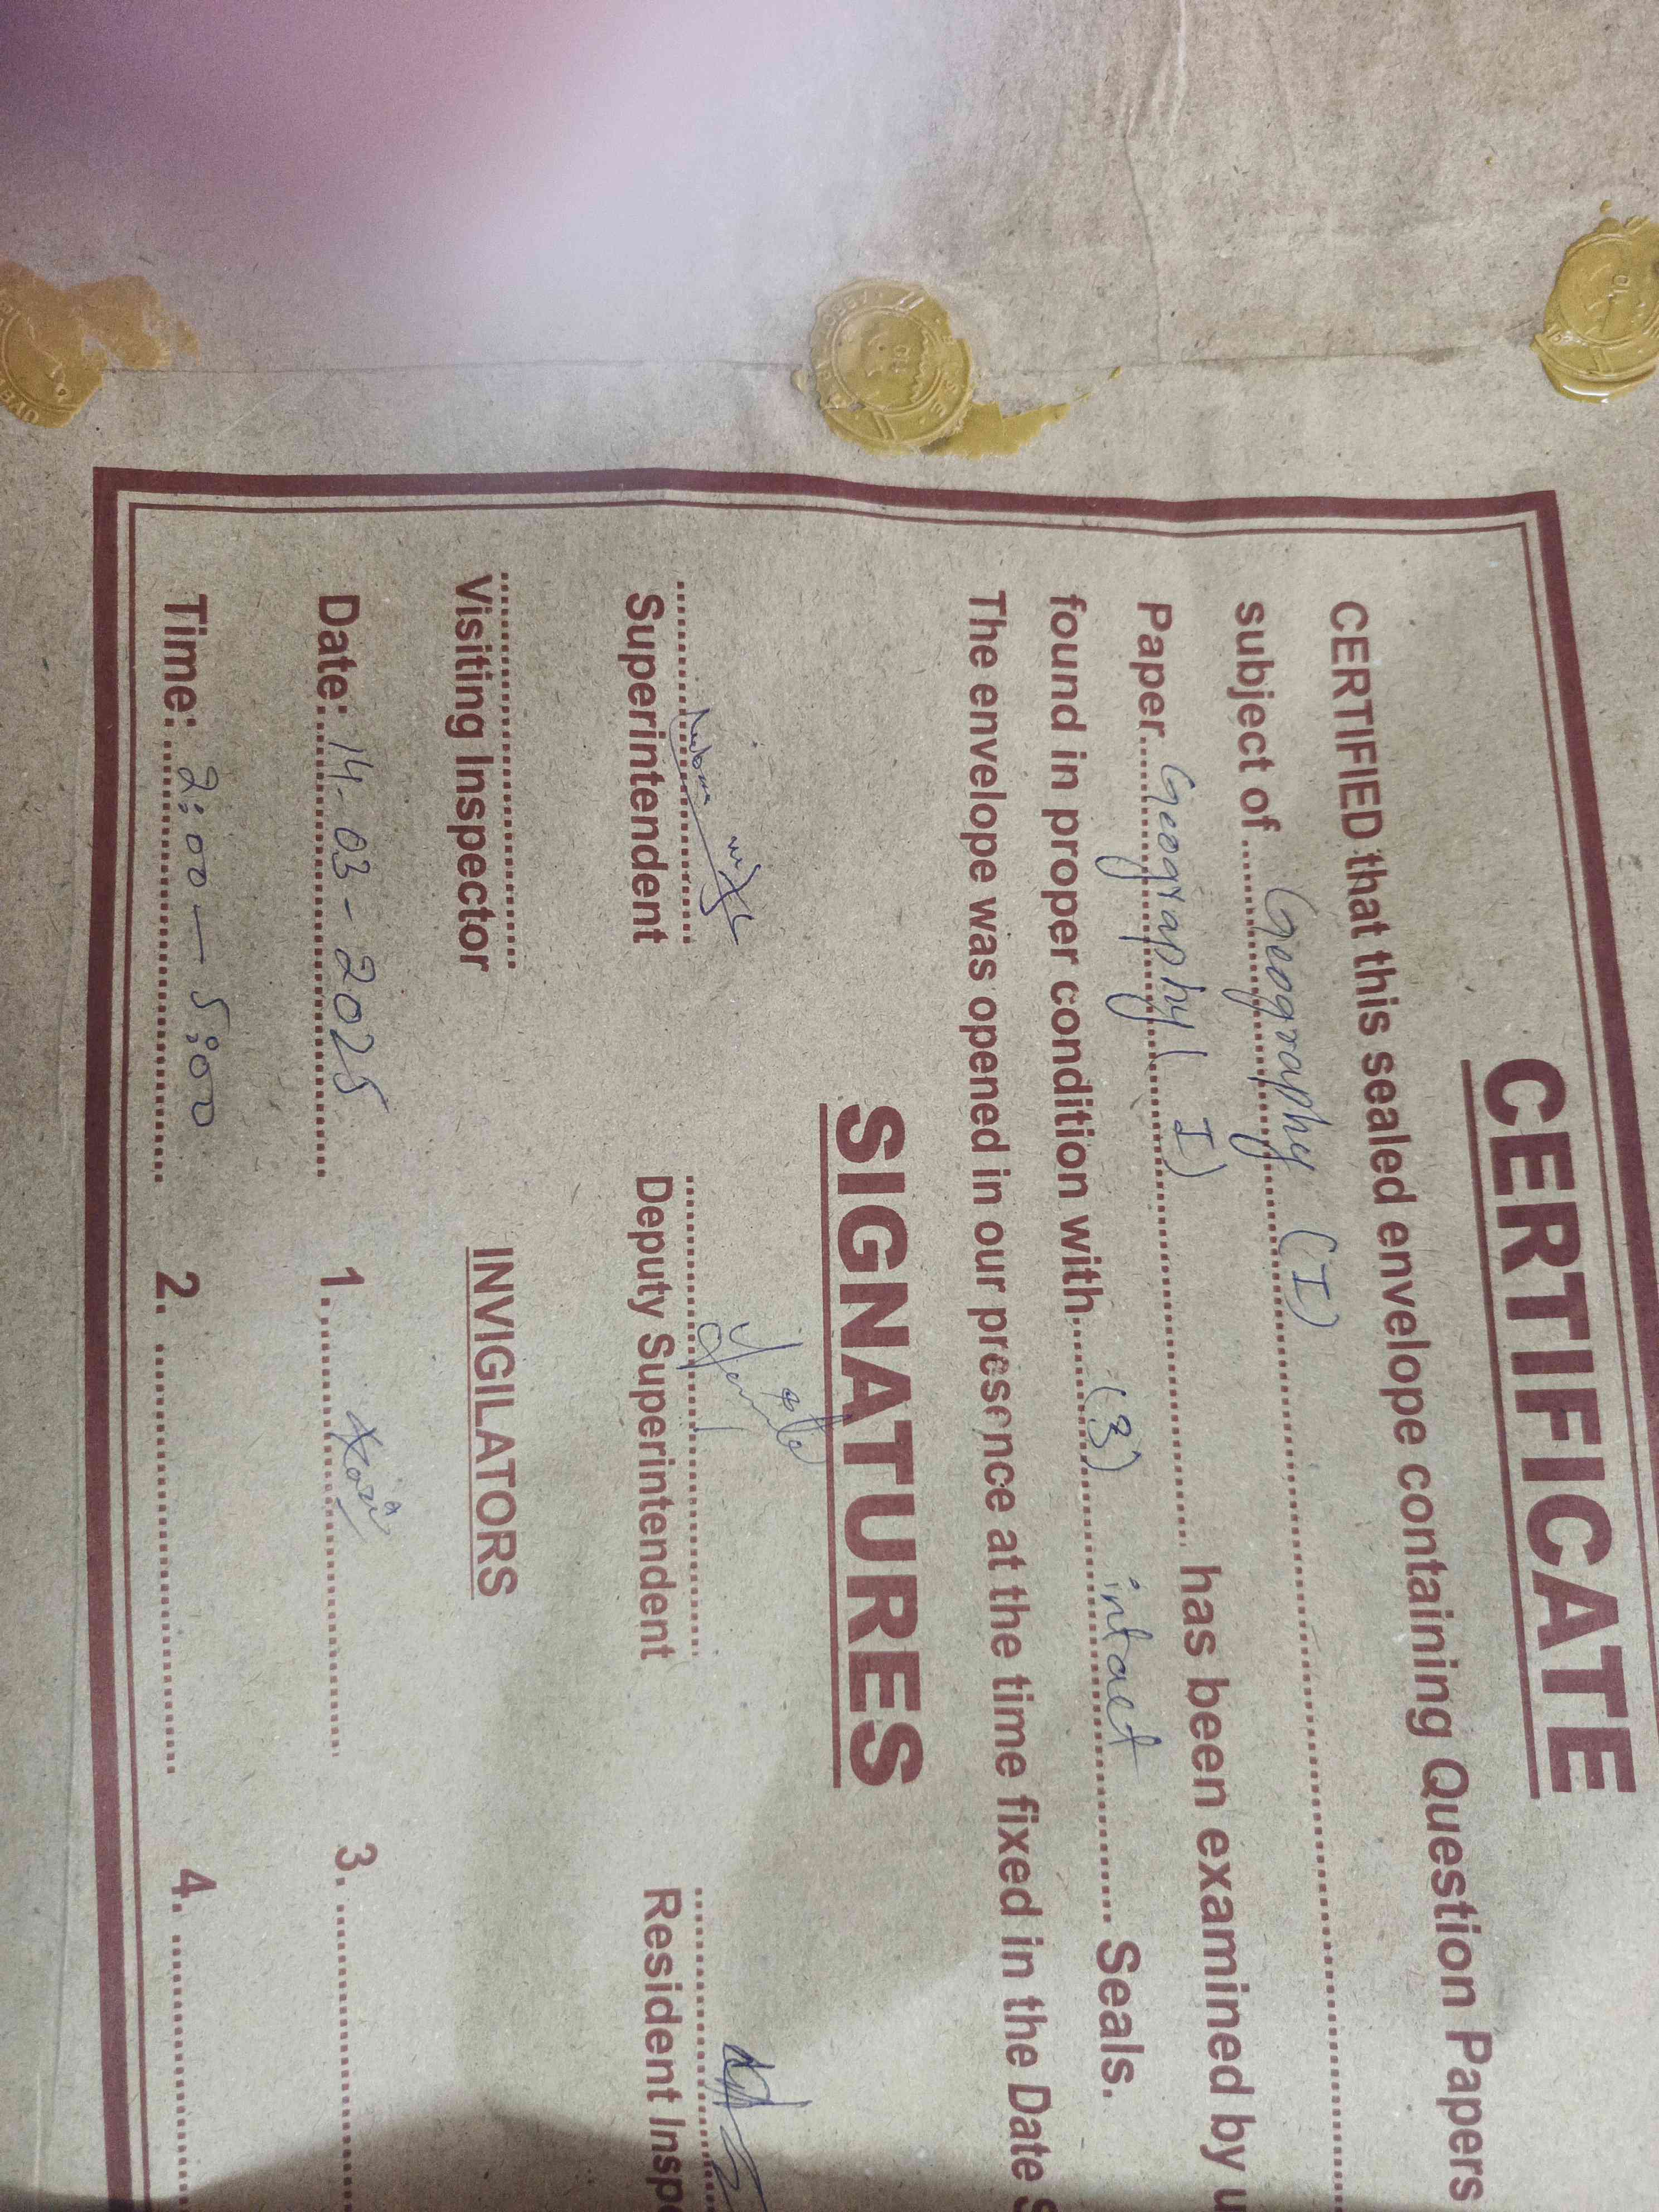 CERTIFICATE
CERTIFIED that this sealed envelope containing Question Papers
subject of Geography (I)
Paper Geography ( I ) has been examined by
found in proper condition with (3) intact Seals.
The envelope was opened in our presence at the time fixed in the Date
SIGNATURES
Superintendent Deputy Superintendent Resident
Visiting Inspector INVIGILATORS
Date: 14-03-2025 1. 3.
Time: 2:00 — 5:00 2. 4.